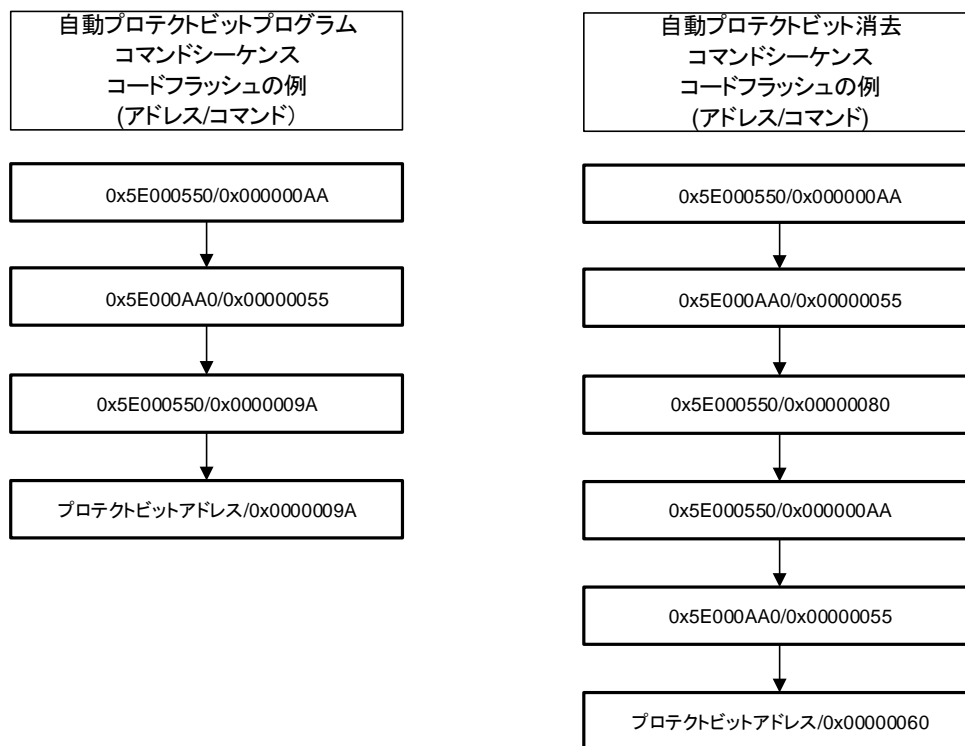 自動プロテクトビットプログラム
コマンドシーケンス
コードフラッシュの例
(アドレス/コマンド)
0x5E000550/0x000000AA
0x5E000AA0/0x00000055
0x5E000550/0x0000009A
プロテクトビットアドレス/0x0000009A
自動プロテクトビット消去
コマンドシーケンス
コードフラッシュの例
(アドレス/コマンド)
0x5E000550/0x000000AA
0x5E000AA0/0x00000055
0x5E000550/0x00000080
0x5E000550/0x000000AA
0x5E000AA0/0x00000055
プロテクトビットアドレス/0x00000060